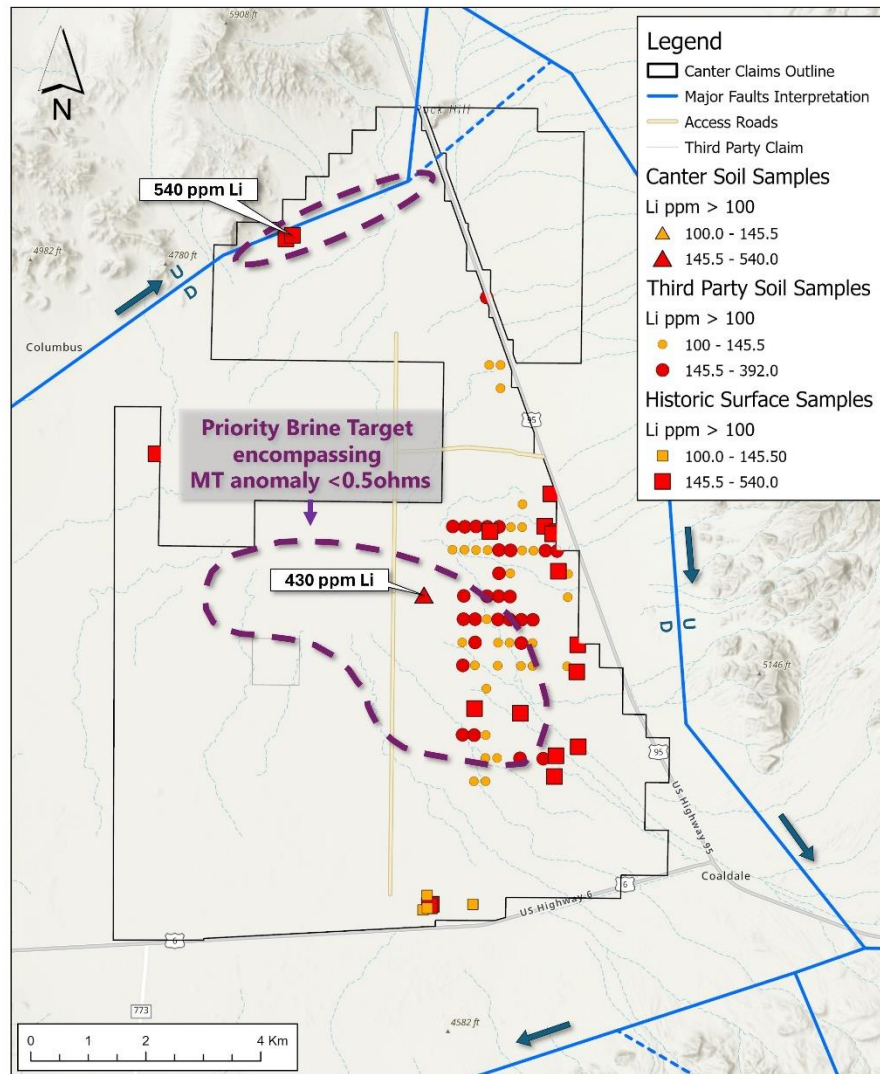 5908 ft
N
540 ppm Li
4982 ft
4780 ft
U
D
Columbus
95
Priority Brine Target
encompassing
MT anomaly <0.5ohms
430 ppm Li
U
D
5146 ft
95
US Highway 95
Coaldale
6
US Highway 6
6
773
4582 ft
0 1 2 4 Km
Legend
Canter Claims Outline
Major Faults Interpretation
Access Roads
Third Party Claim
Canter Soil Samples
Li ppm > 100
100.0 - 145.5
145.5 - 540.0
Third Party Soil Samples
Li ppm > 100
100 - 145.5
145.5 - 392.0
Historic Surface Samples
Li ppm > 100
100.0 - 145.50
145.5 - 540.0